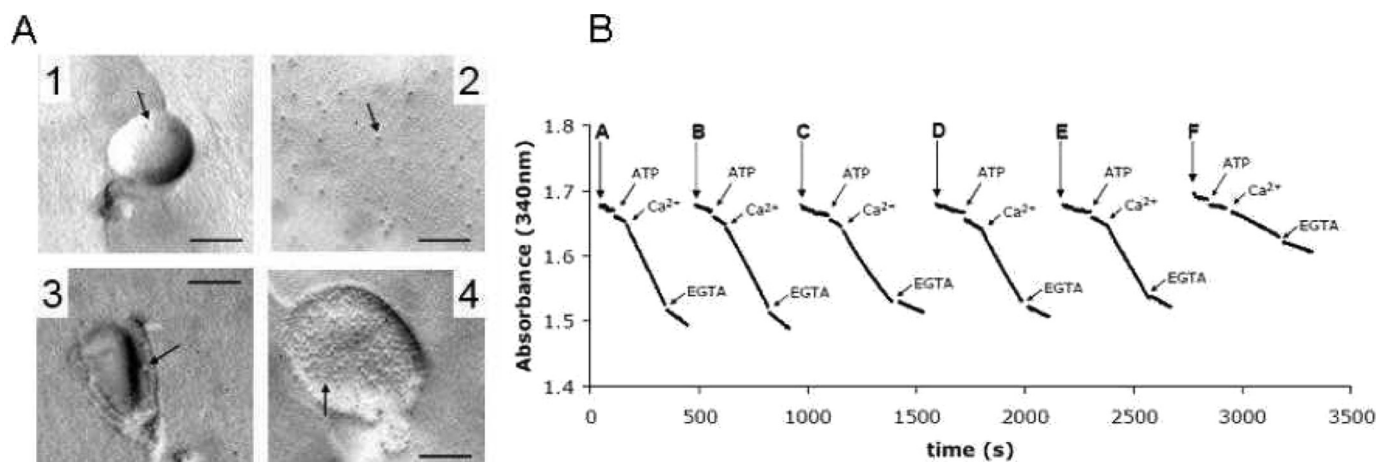 A
B
1
2
3
4
Absorbance (340nm)
1.8
1.7
1.6
1.5
1.4
A
B
C
D
E
F
ATP
ATP
ATP
ATP
ATP
ATP
Ca²⁺
Ca²⁺
Ca²⁺
Ca²⁺
Ca²⁺
Ca²⁺
EGTA
EGTA
EGTA
EGTA
EGTA
EGTA
0
500
1000
1500
2000
2500
3000
3500
time (s)